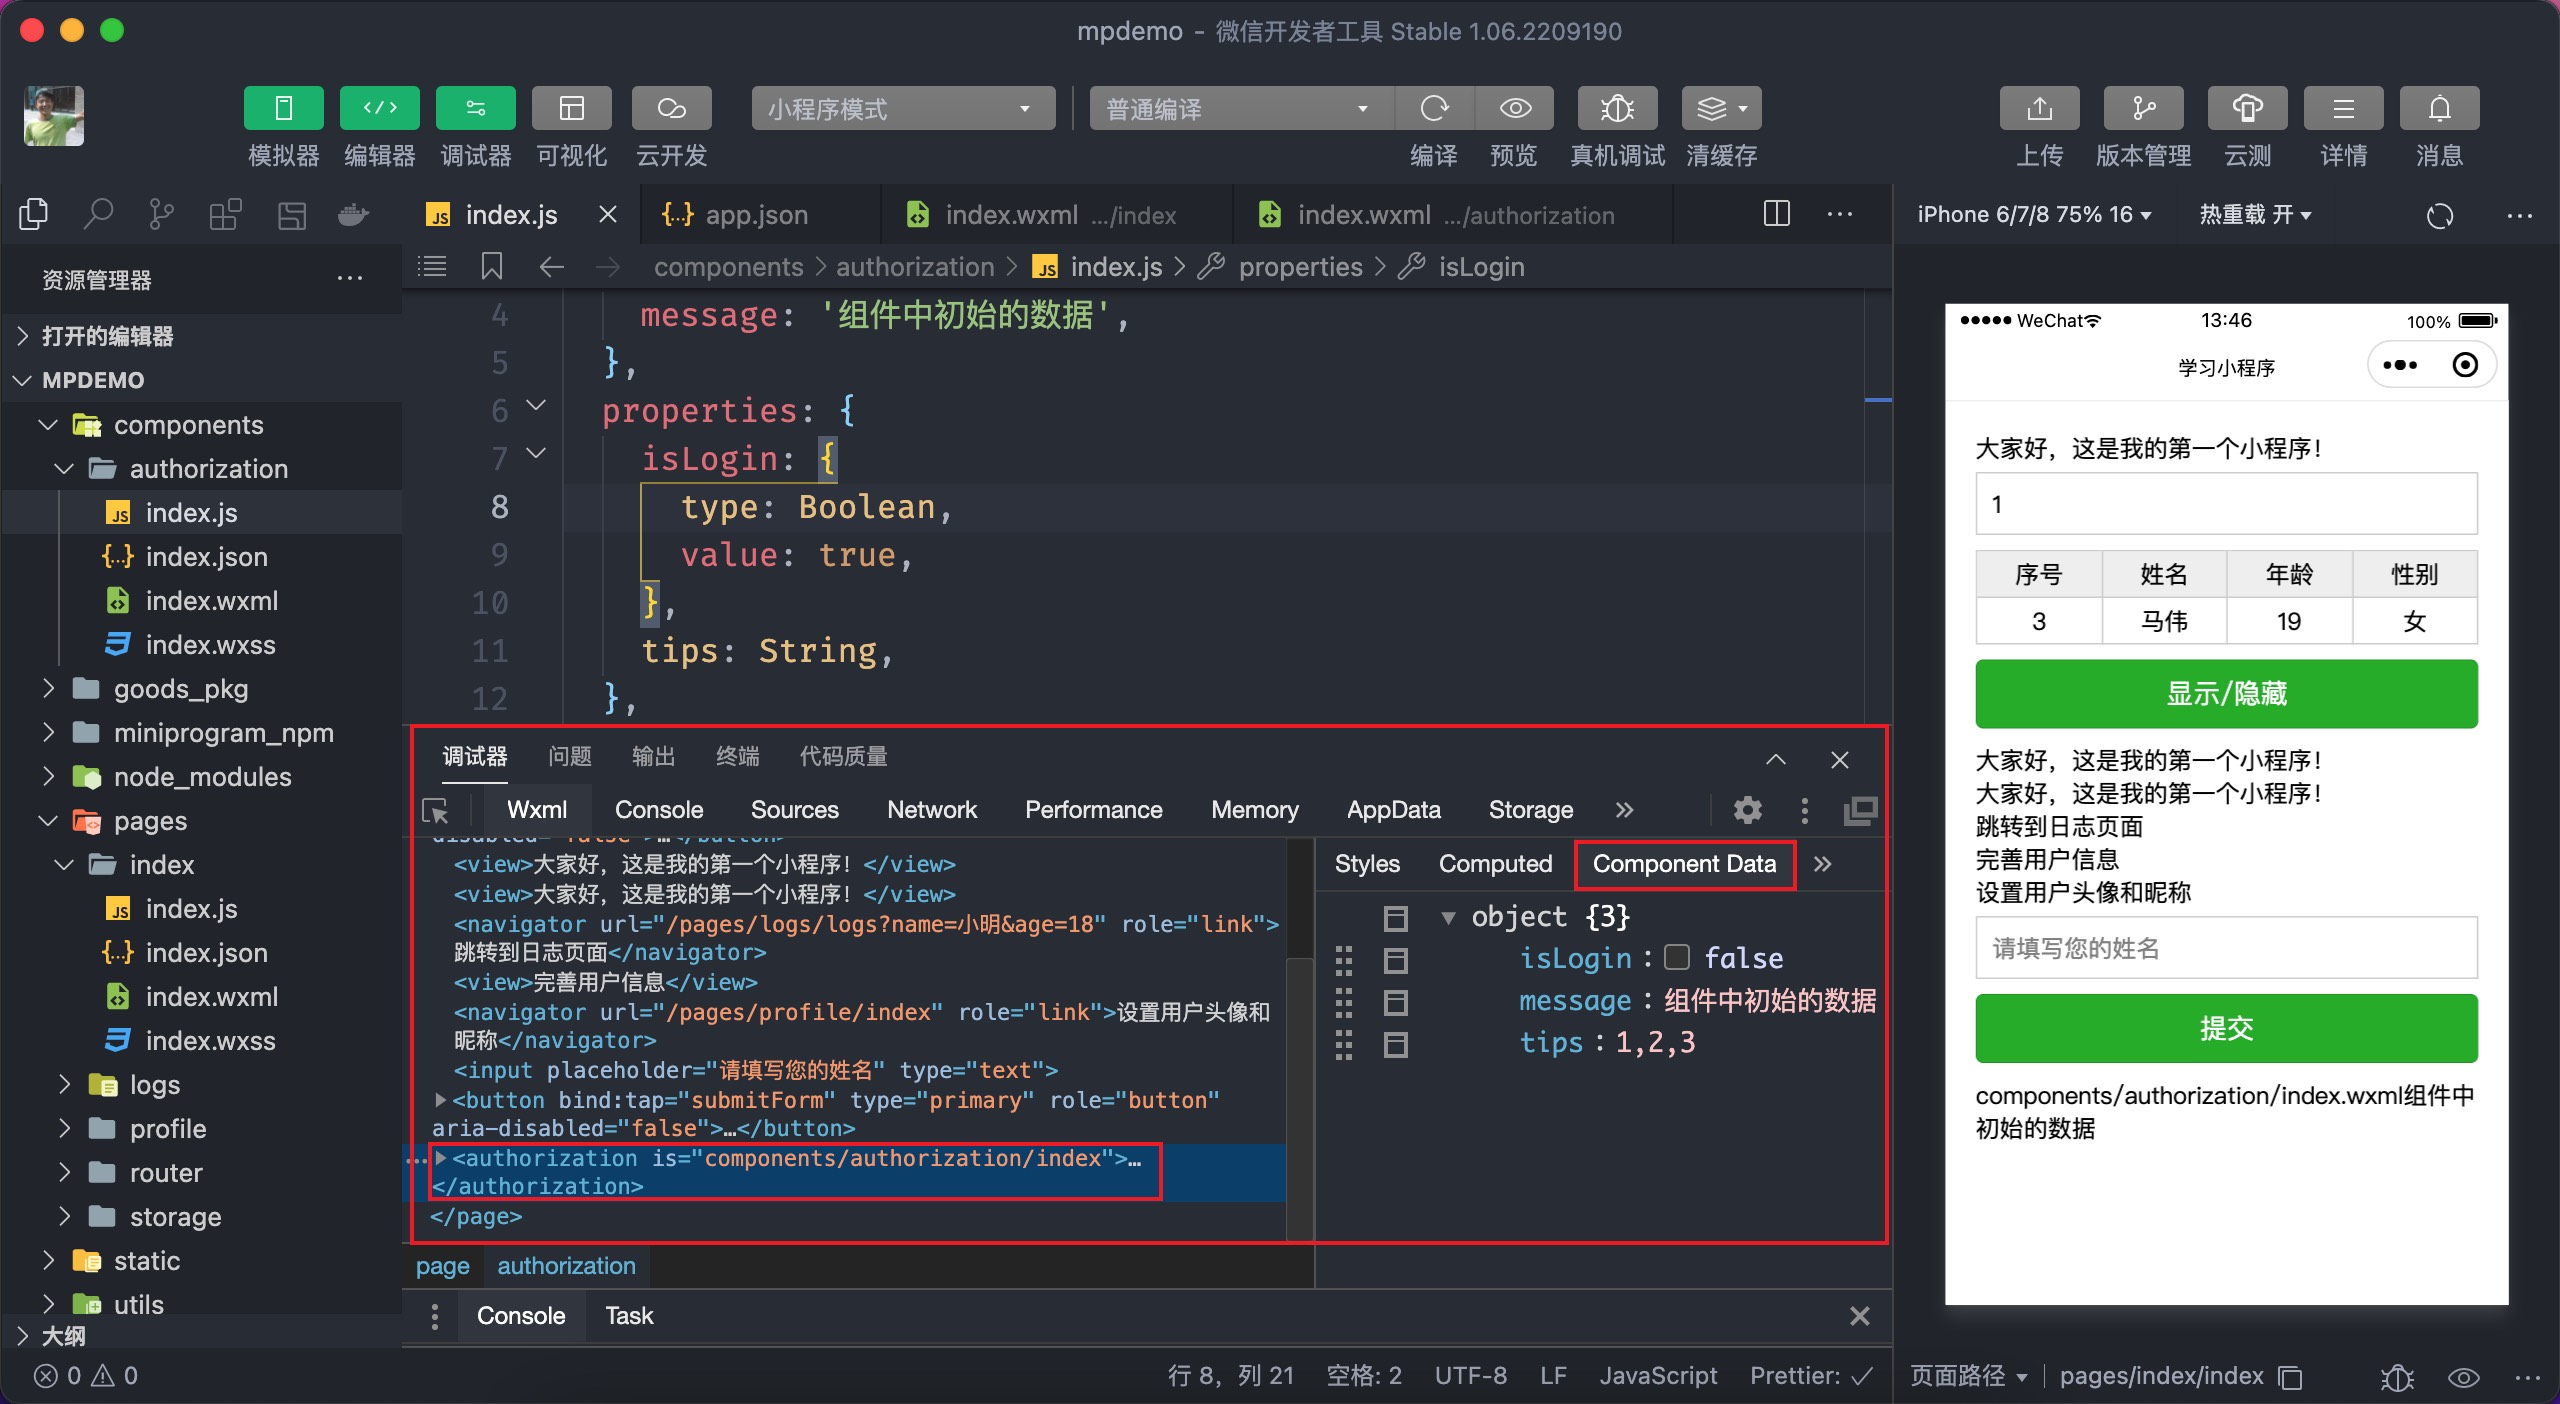 mpdemo - 微信开发者工具 Stable 1.06.2209190
模拟器 编辑器 调试器 可视化 云开发
小程序模式 普通编译
编译 预览 真机调试 清缓存 上传 版本管理 云测 详情 消息
index.js app.json index.wxml .../index index.wxml .../authorization
iPhone 6/7/8 75% 16 热重载 开
资源管理器
components > authorization > index.js > properties > isLogin
打开的编辑器
MPDEMO
components
authorization
index.js
index.json
index.wxml
index.wxss
goods_pkg
miniprogram_npm
node_modules
pages
index
index.js
index.json
index.wxml
index.wxss
logs
profile
router
storage
static
utils
大纲
4 message: '组件中初始的数据',
5 },
6 properties: {
7 isLogin: {
8 type: Boolean,
9 value: true,
10 },
11 tips: String,
12 },
调试器 问题 输出 终端 代码质量
Wxml Console Sources Network Performance Memory AppData Storage »
disabled="false">…</button>
<view>大家好，这是我的第一个小程序！</view>
<view>大家好，这是我的第一个小程序！</view>
<navigator url="/pages/logs/logs?name=小明&age=18" role="link">
跳转到日志页面</navigator>
<view>完善用户信息</view>
<navigator url="/pages/profile/index" role="link">设置用户头像和
昵称</navigator>
<input placeholder="请填写您的姓名" type="text">
<button bind:tap="submitForm" type="primary" role="button"
aria-disabled="false">…</button>
<authorization is="components/authorization/index">…
</authorization>
</page>
page authorization
Styles Computed Component Data »
object {3}
isLogin : false
message : 组件中初始的数据
tips : 1,2,3
Console Task
0 0
行 8，列 21 空格: 2 UTF-8 LF JavaScript Prettier: ✓
WeChat 13:46 100%
学习小程序
大家好，这是我的第一个小程序！
1
序号 姓名 年龄 性别
3 马伟 19 女
显示/隐藏
大家好，这是我的第一个小程序！
大家好，这是我的第一个小程序！
跳转到日志页面
完善用户信息
设置用户头像和昵称
请填写您的姓名
提交
components/authorization/index.wxml组件中
初始的数据
页面路径 pages/index/index